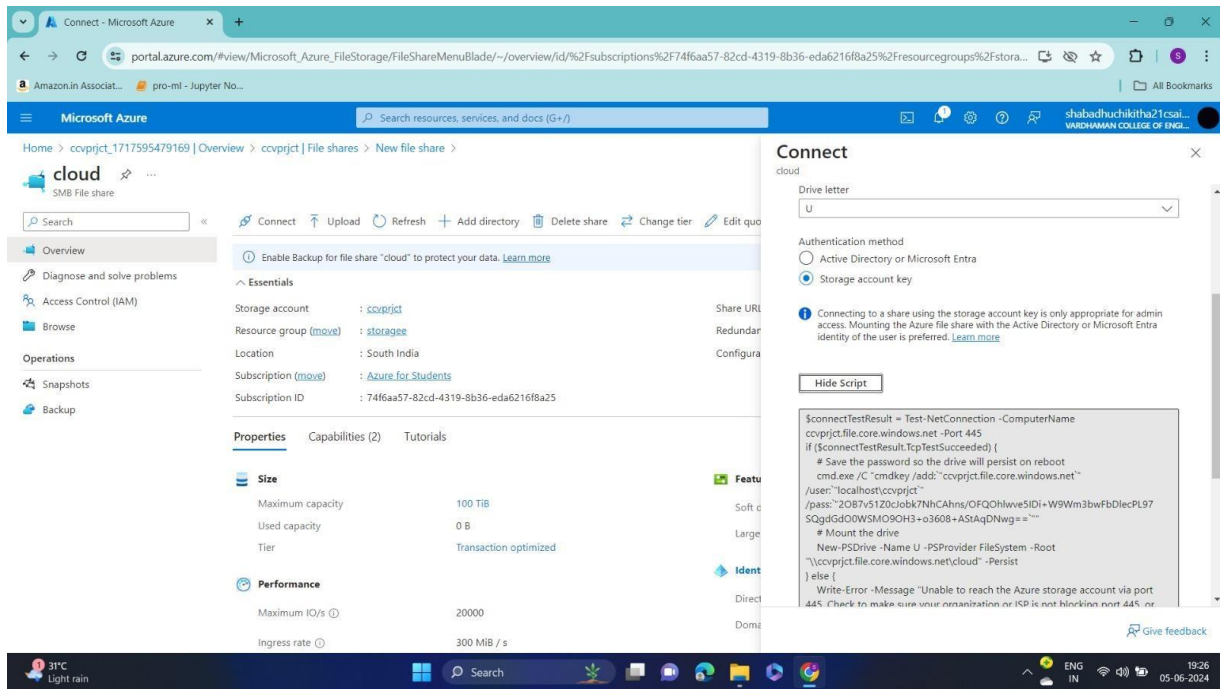 Connect - Microsoft Azure
portal.azure.com/#view/Microsoft_Azure_FileStorage/FileShareMenuBlade/~/overview/id/%2Fsubscriptions%2F74f6aa57-82cd-4319-8b36-eda6216f8a25%2Fresourcegroups%2Fstora...
S
Amazon.in Associat...
pro-ml - Jupyter No...
All Bookmarks
Microsoft Azure
Search resources, services, and docs (G+/)
1
shabadhuchikitha21csai...
VARDHAMAN COLLEGE OF ENGI...
Home > ccvprjct_1717595479169 | Overview > ccvprjct | File shares > New file share >
cloud
SMB File share
Search
Overview
Diagnose and solve problems
Access Control (IAM)
Browse
Operations
Snapshots
Backup
Connect Upload Refresh Add directory Delete share Change tier Edit quo
Enable Backup for file share "cloud" to protect your data. Learn more
Essentials
Storage account : ccvprjct
Resource group (move) : storagee
Location : South India
Subscription (move) : Azure for Students
Subscription ID : 74f6aa57-82cd-4319-8b36-eda6216f8a25
Share URL
Redundan
Configura
Properties Capabilities (2) Tutorials
Size
Maximum capacity 100 TiB
Used capacity 0 B
Tier Transaction optimized
Performance
Maximum IO/s 20000
Ingress rate 300 MiB / s
Featu
Soft d
Large
Ident
Direct
Doma
Connect
cloud
Drive letter
U
Authentication method
Active Directory or Microsoft Entra
Storage account key
Connecting to a share using the storage account key is only appropriate for admin
access. Mounting the Azure file share with the Active Directory or Microsoft Entra
identity of the user is preferred. Learn more
Hide Script
$connectTestResult = Test-NetConnection -ComputerName
ccvprjct.file.core.windows.net -Port 445
if ($connectTestResult.TcpTestSucceeded) {
# Save the password so the drive will persist on reboot
cmd.exe /C "cmdkey /add:`"ccvprjct.file.core.windows.net`"
/user:`"localhost\ccvprjct`"
/pass:`"
# Mount the drive
New-PSDrive -Name U -PSProvider FileSystem -Root
"\\ccvprjct.file.core.windows.net\cloud" -Persist
} else {
Write-Error -Message "Unable to reach the Azure storage account via port
445. Check to make sure your organization or ISP is not blocking port 445, or
Give feedback
1
31°C
Light rain
Search
ENG
IN
19:26
05-06-2024